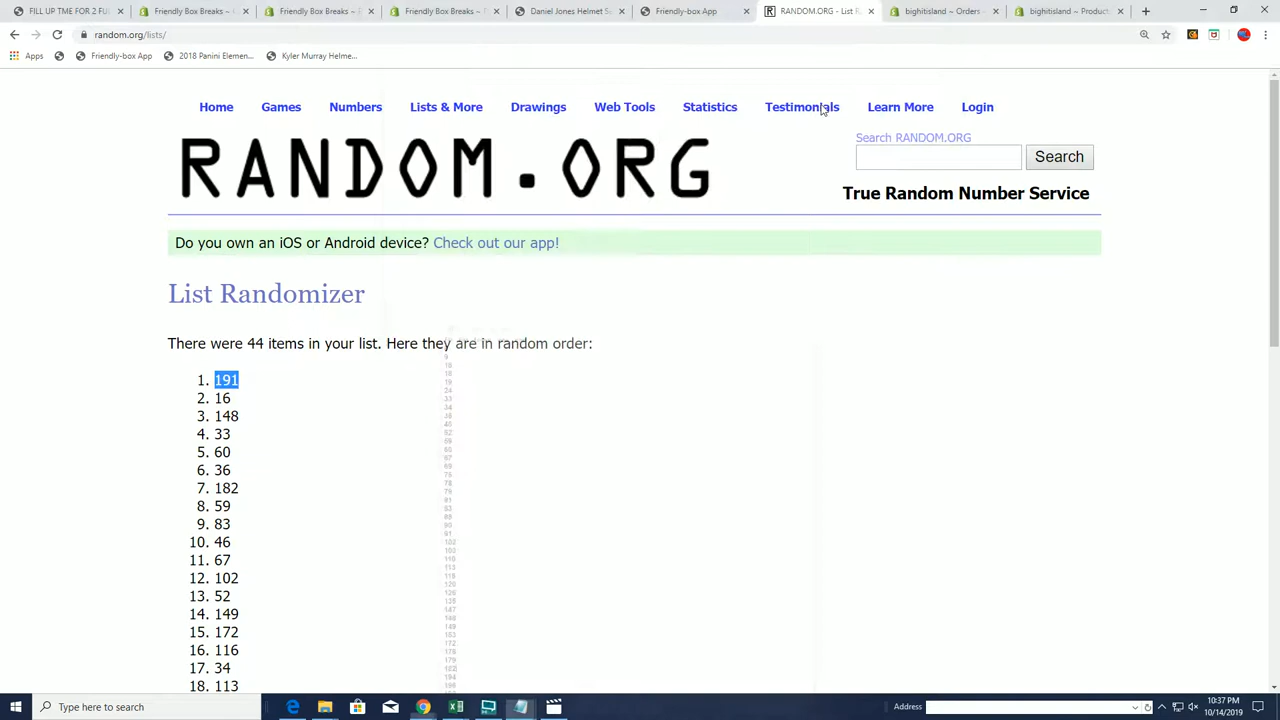 FILL UP TME FOR 2 FU
Friendly Box Breaks –
Friendly Box Breaks –
Daniel Jones Helmet Se
Friendly-box App
RANDOM.ORG - List R
bighitisland ~ Orders ~
bighitisland ~ Product
random.org/lists/
Apps
Friendly-box App
2018 Panini Elemen...
Kyler Murray Helme...
Home
Games
Numbers
Lists & More
Drawings
Web Tools
Statistics
Testimonials
Learn More
Login
RANDOM.ORG
Search RANDOM.ORG
Search
True Random Number Service
Do you own an iOS or Android device? Check out our app!
List Randomizer
There were 44 items in your list. Here they are in random order:
1. 191
2. 16
3. 148
4. 33
5. 60
6. 36
7. 182
8. 59
9. 83
10. 46
11. 67
12. 102
13. 52
14. 149
15. 172
16. 116
17. 34
18. 113
Type here to search
Address
10:37 PM
10/14/2019